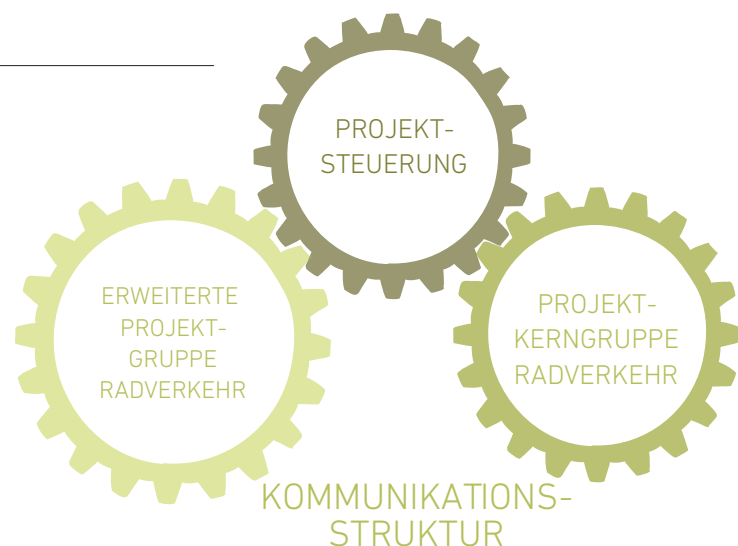 PROJEKT-
STEUERUNG
ERWEITERTE
PROJEKT-
GRUPPE
RADVERKEHR
PROJEKT-
KERNGRUPPE
RADVERKEHR
KOMMUNIKATIONS-
STRUKTUR